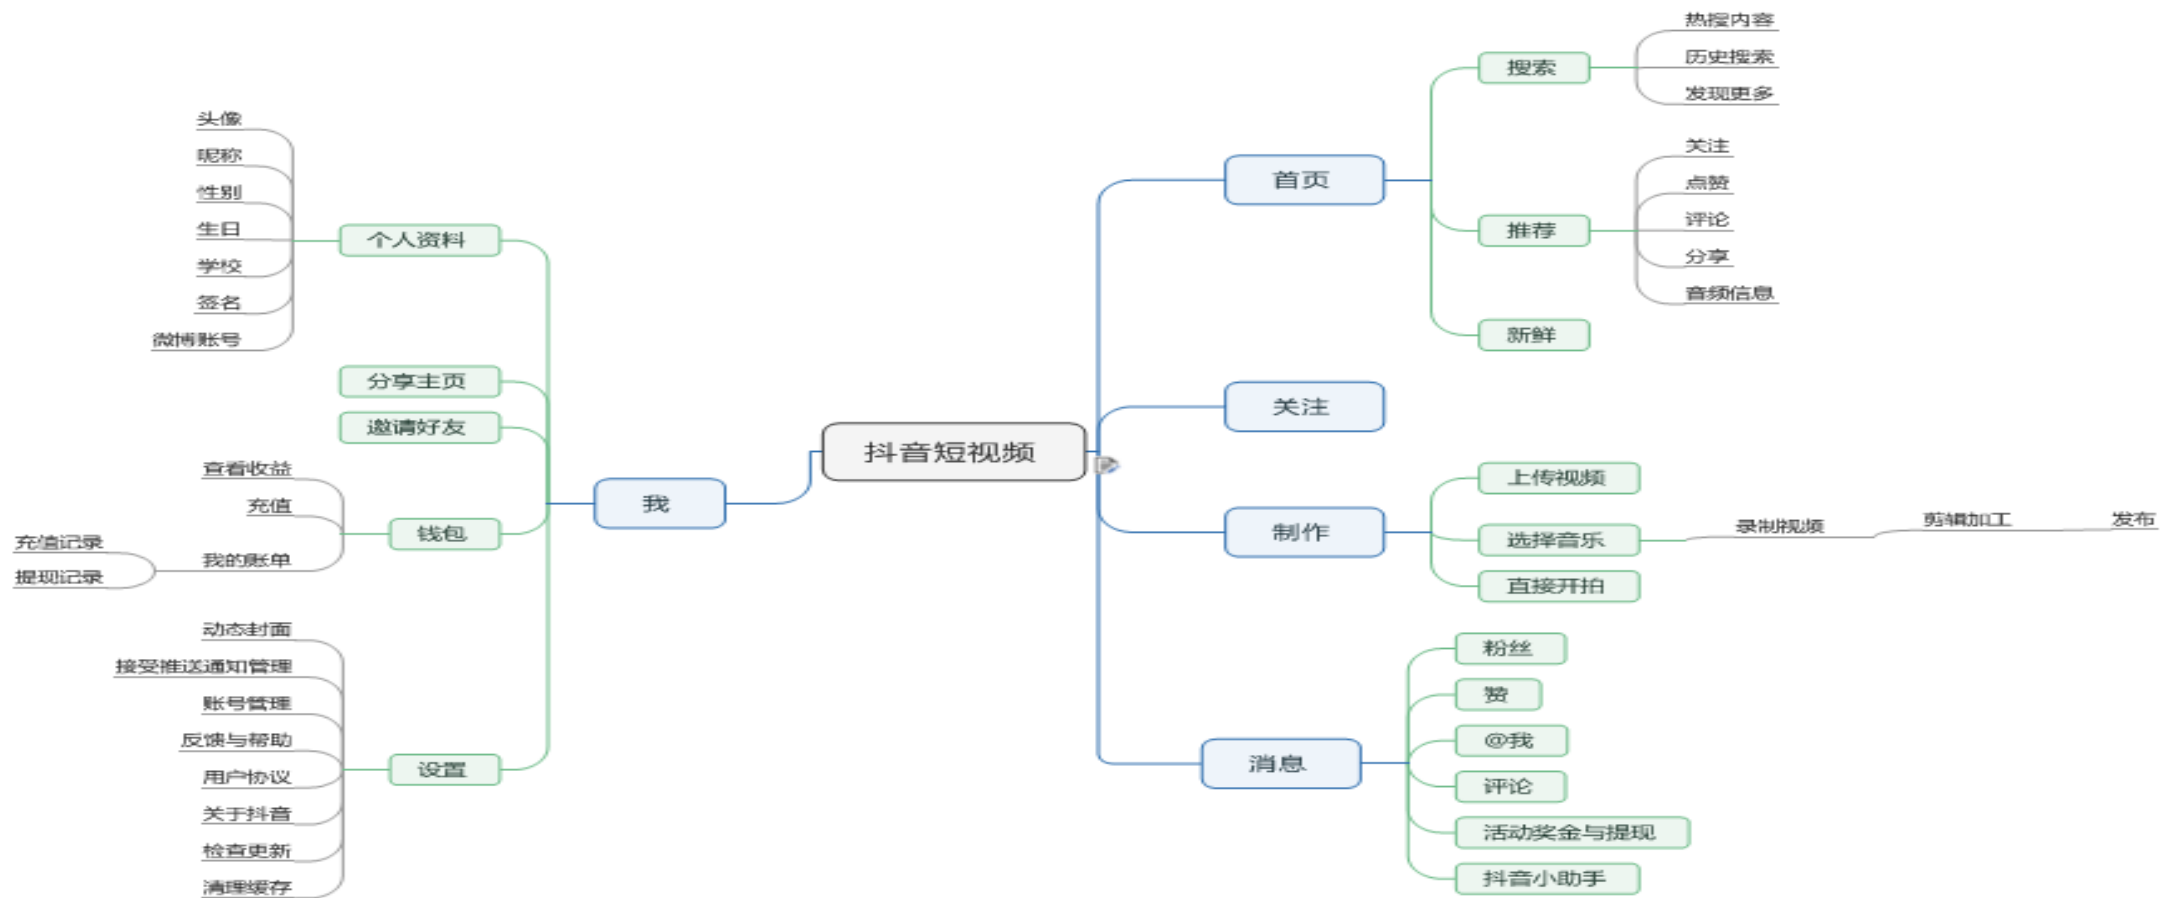 抖音短视频
首页
搜索
热搜内容
历史搜索
发现更多
推荐
关注
点赞
评论
分享
音频信息
新鲜
关注
制作
上传视频
选择音乐
录制视频
剪辑加工
发布
直接开拍
消息
粉丝
赞
@我
评论
活动奖金与提现
抖音小助手
我
个人资料
头像
昵称
性别
生日
学校
签名
微博账号
分享主页
邀请好友
钱包
查看收益
充值
我的账单
充值记录
提现记录
设置
动态封面
接受推送通知管理
账号管理
反馈与帮助
用户协议
关于抖音
检查更新
清理缓存